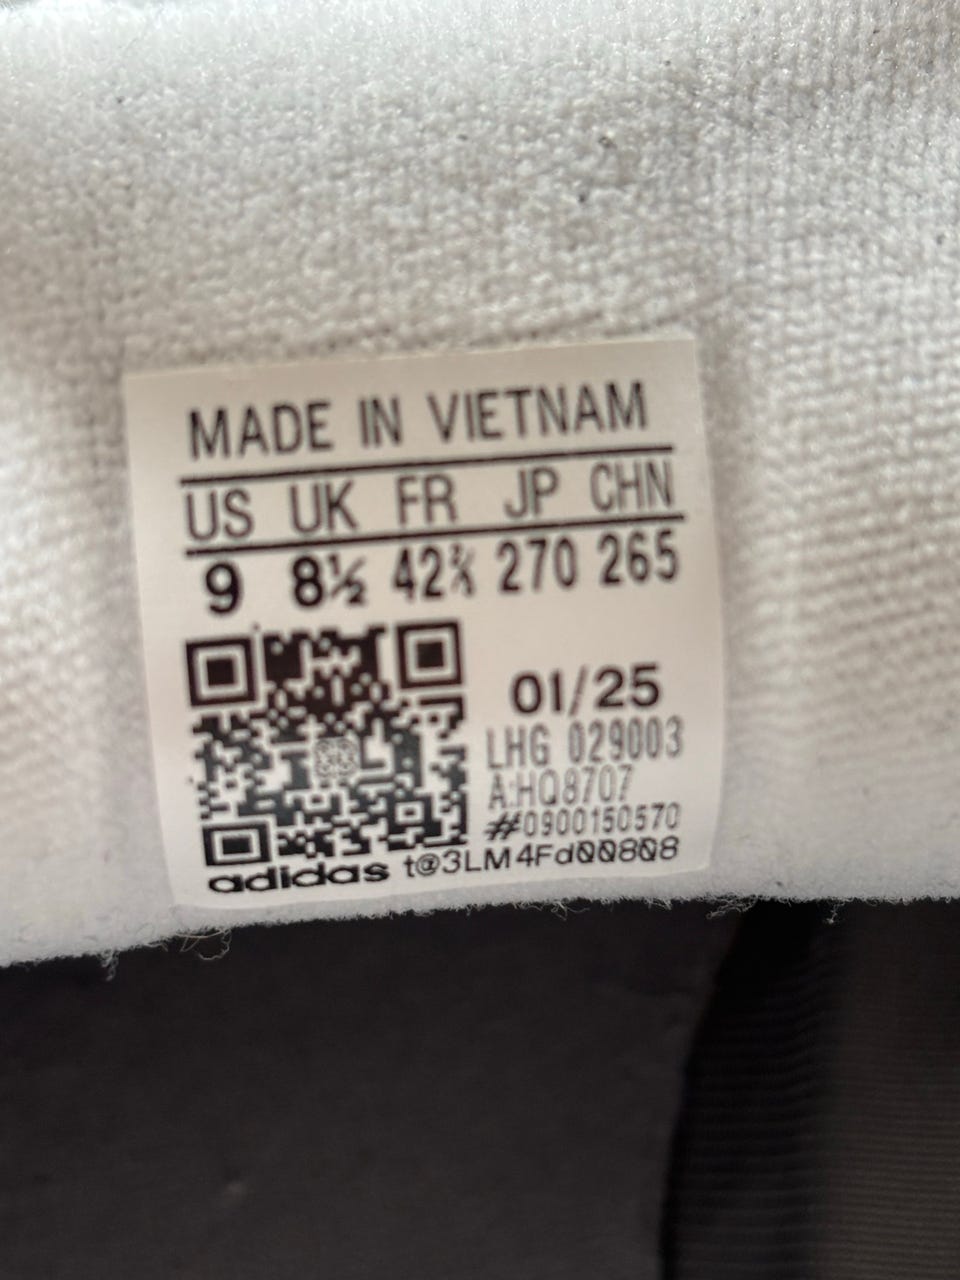 MADE IN VIETNAM
US UK FR JP CHN
9 8½ 42⅔ 270 265
01/25
LHG 029003
A:HQ8707
#0900150570
adidas t@3LM4Fd00808